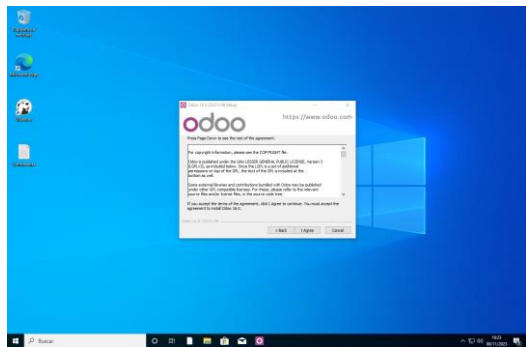 odoo
https://www.odoo.com
Press Page Down to see the rest of the agreement.
For copyright information, please see the COPYRIGHT file.
Odoo is published under the GNU LESSER GENERAL PUBLIC LICENSE, Version 3
(LGPLv3), as included below. Since the LGPL is a set of additional
permissions on top of the GPL, the text of the GPL is included at the
bottom as well.
Some external libraries and contributions bundled with Odoo may be published
under other GPL-compatible licenses. For these, please refer to the relevant
source files and/or license files, in the source code tree.
If you accept the terms of the agreement, click I Agree to continue. You must accept the
agreement to install Odoo 16.0.
< Back
I Agree
Cancel
Buscar